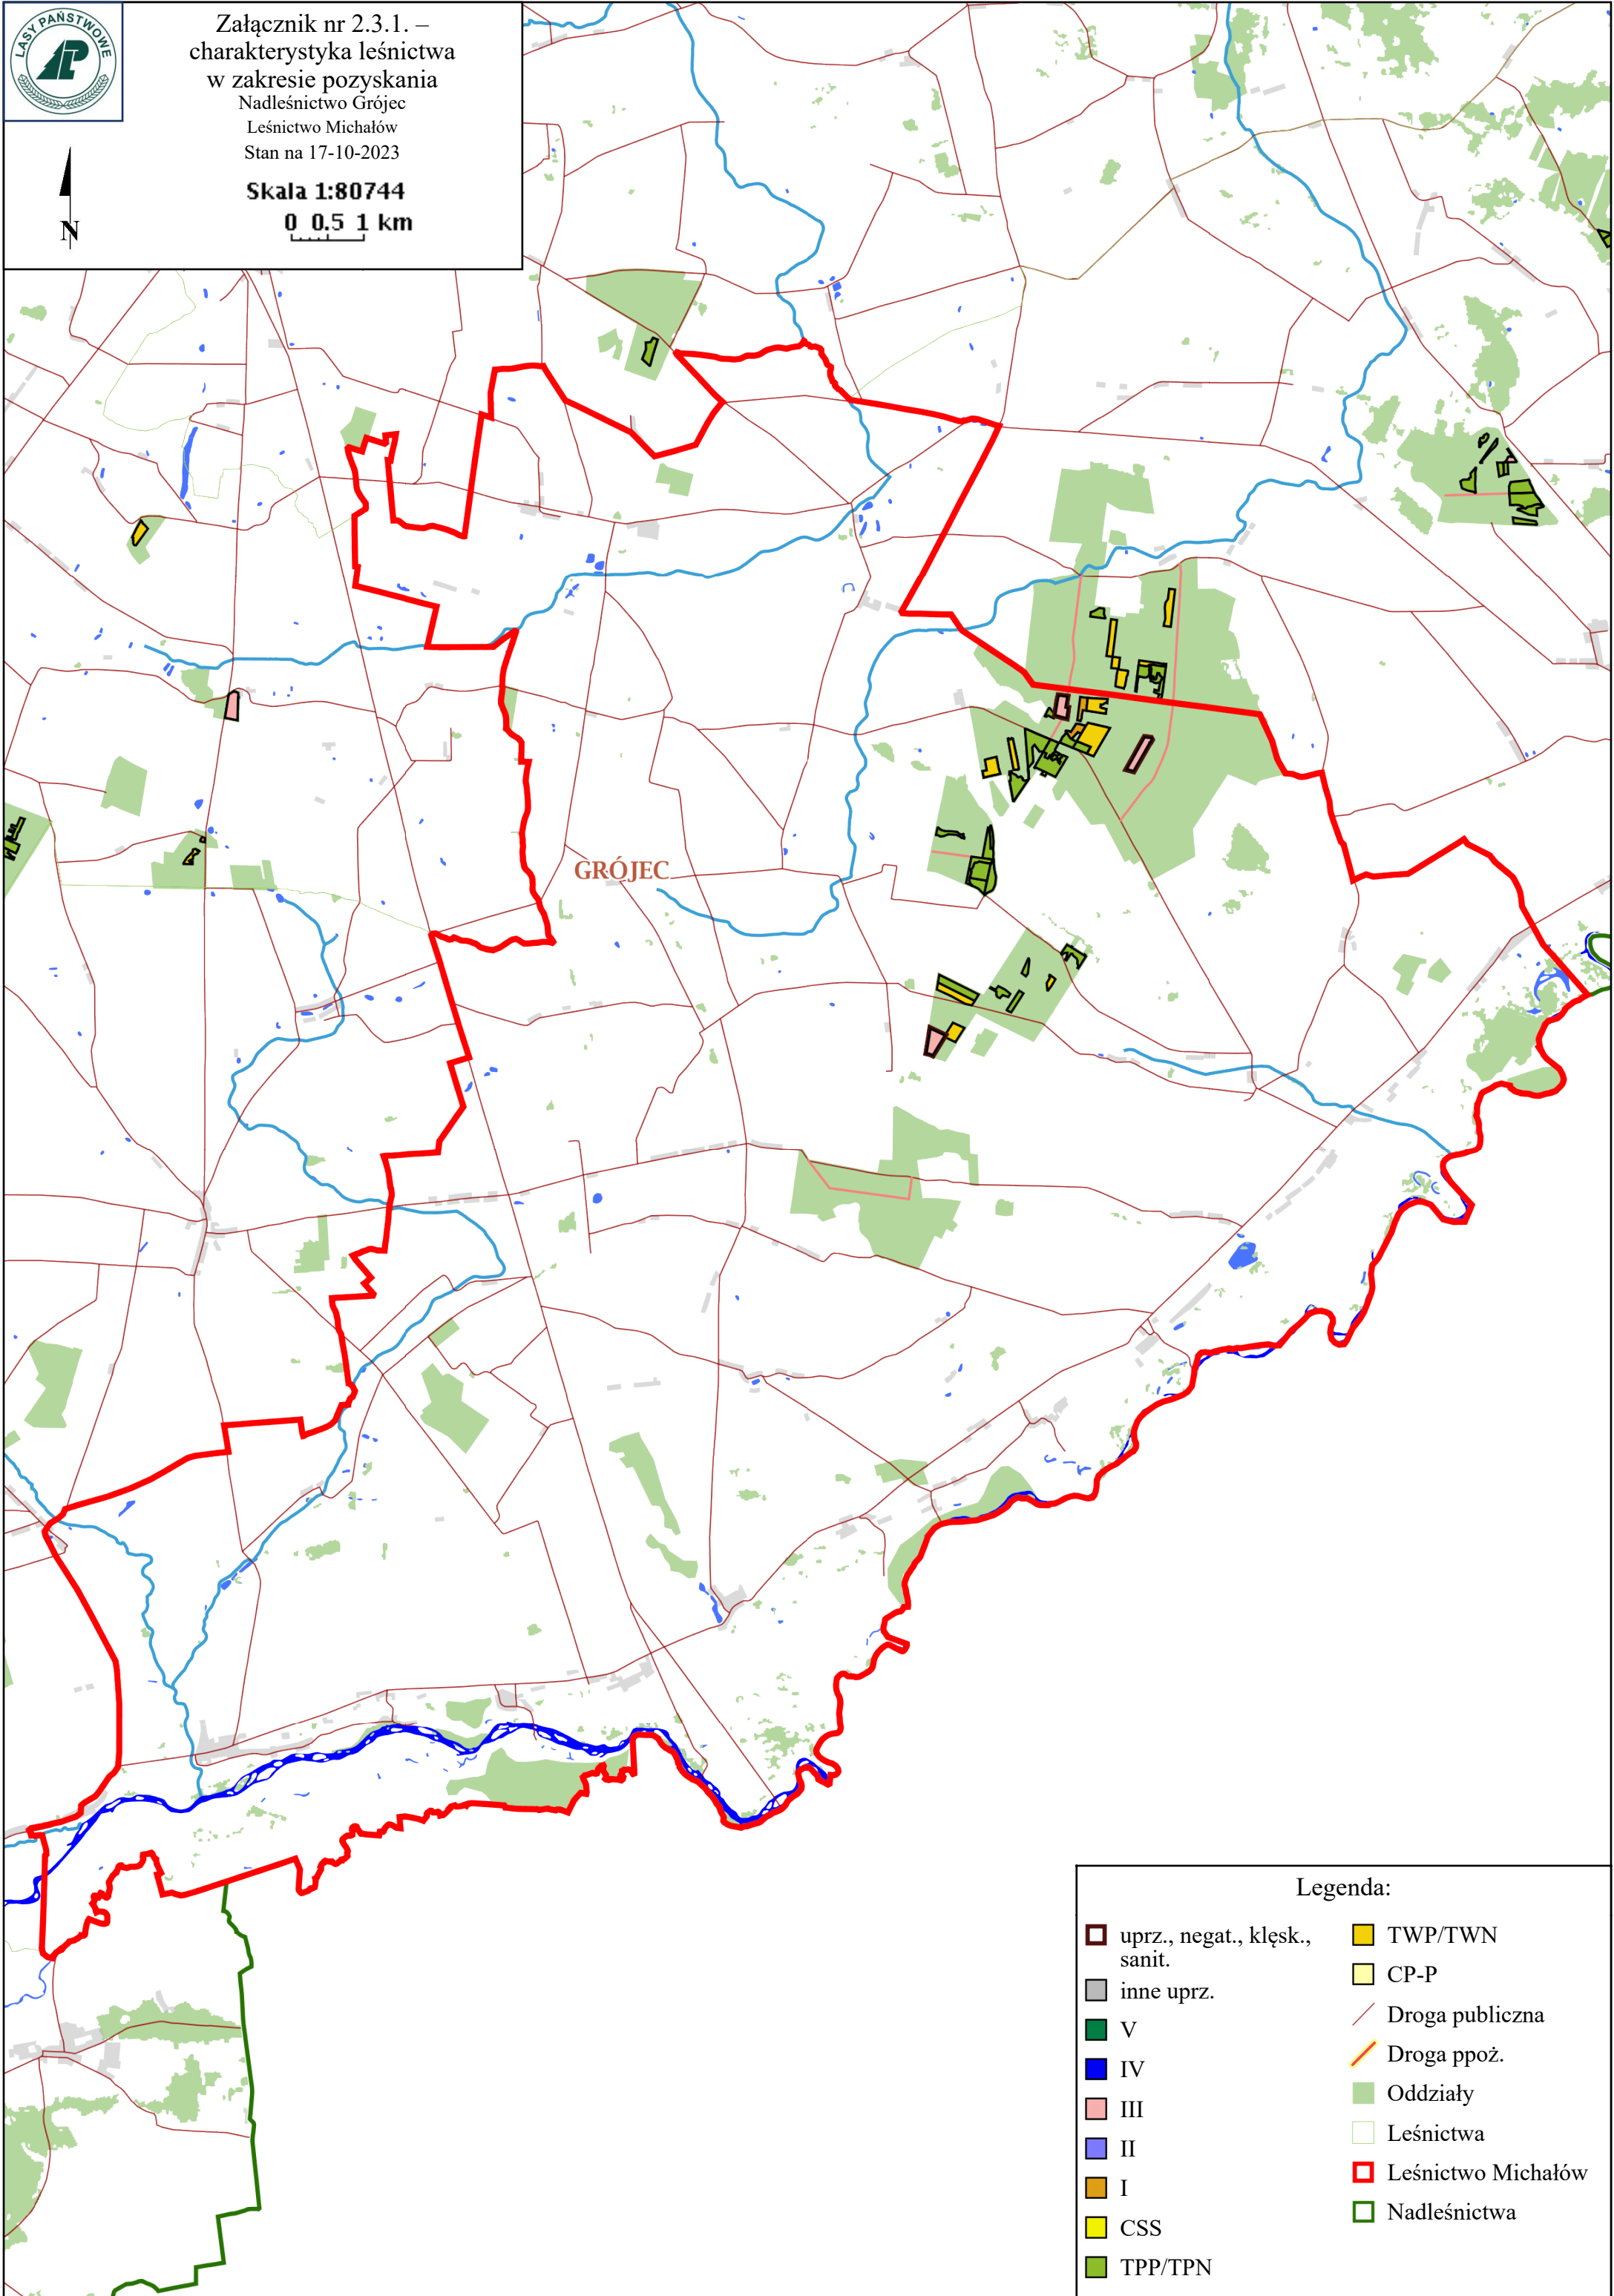 LASY PAŃSTWOWE
LP
Załącznik nr 2.3.1. –
charakterystyka leśnictwa
w zakresie pozyskania
Nadleśnictwo Grójec
Leśnictwo Michałów
Stan na 17-10-2023
Skala 1:80744
0 0.5 1 km
N
GRÓJEC
Legenda:
uprz., negat., klęsk.,
sanit.
inne uprz.
V
IV
III
II
I
CSS
TPP/TPN
TWP/TWN
CP-P
Droga publiczna
Droga ppoż.
Oddziały
Leśnictwa
Leśnictwo Michałów
Nadleśnictwa